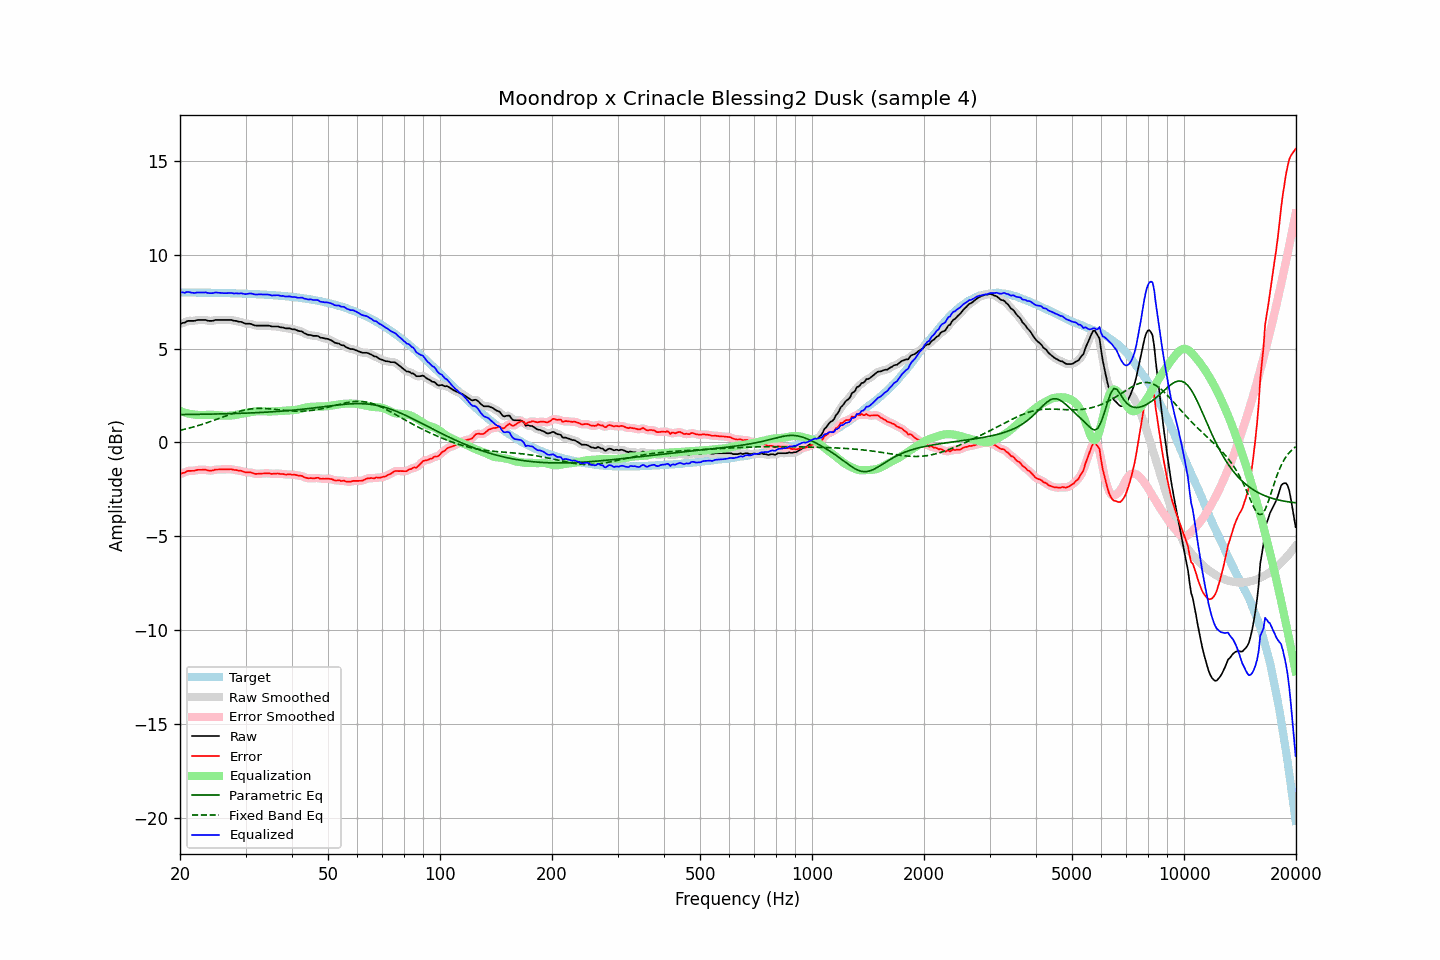 Moondrop x Crinacle Blessing2 Dusk (sample 4)
Amplitude (dBr)
15
10
5
0
−5
−10
−15
−20
Target
Raw Smoothed
Error Smoothed
Raw
Error
Equalization
Parametric Eq
Fixed Band Eq
Equalized
20
50
100
200
500
1000
2000
5000
10000
20000
Frequency (Hz)